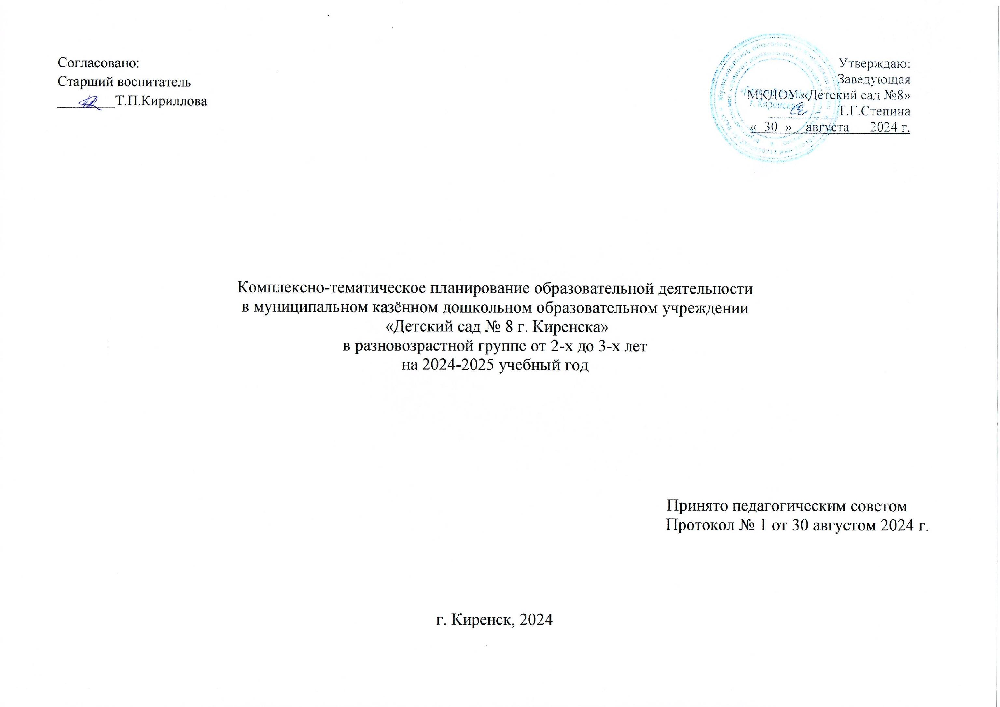 Согласовано:
Старший воспитатель
Т.П.Кириллова
Утверждаю:
Заведующая
МКДОУ «Детский сад №8»
Т.Г.Степина
« 30 » августа 2024 г.
г. Киренска
Комплексно-тематическое планирование образовательной деятельности
в муниципальном казённом дошкольном образовательном учреждении
«Детский сад № 8 г. Киренска»
в разновозрастной группе от 2-х до 3-х лет
на 2024-2025 учебный год
Принято педагогическим советом
Протокол № 1 от 30 августом 2024 г.
г. Киренск, 2024